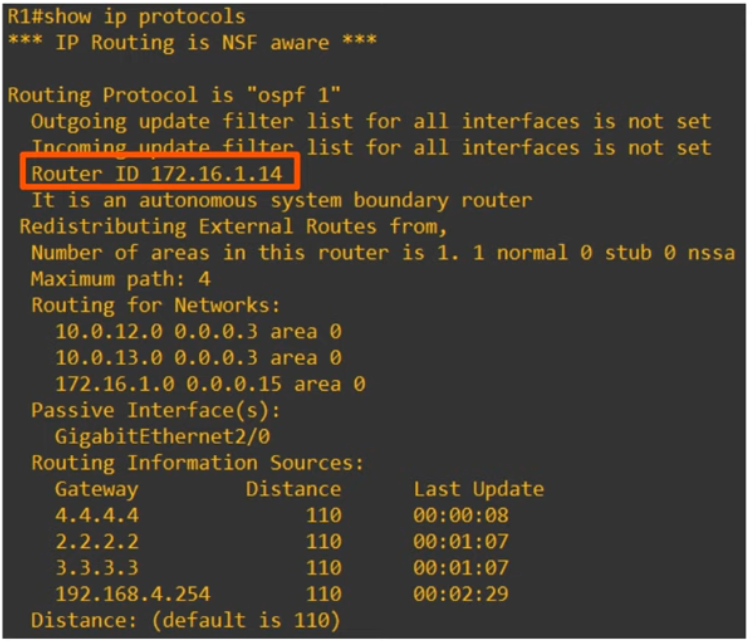 R1#show ip protocols
*** IP Routing is NSF aware ***
Routing Protocol is "ospf 1"
Outgoing update filter list for all interfaces is not set
Incoming update filter list for all interfaces is not set
Router ID 172.16.1.14
It is an autonomous system boundary router
Redistributing External Routes from,
Number of areas in this router is 1. 1 normal 0 stub 0 nssa
Maximum path: 4
Routing for Networks:
10.0.12.0 0.0.0.3 area 0
10.0.13.0 0.0.0.3 area 0
172.16.1.0 0.0.0.15 area 0
Passive Interface(s):
GigabitEthernet2/0
Routing Information Sources:
Gateway Distance Last Update
4.4.4.4 110 00:00:08
2.2.2.2 110 00:01:07
3.3.3.3 110 00:01:07
192.168.4.254 110 00:02:29
Distance: (default is 110)